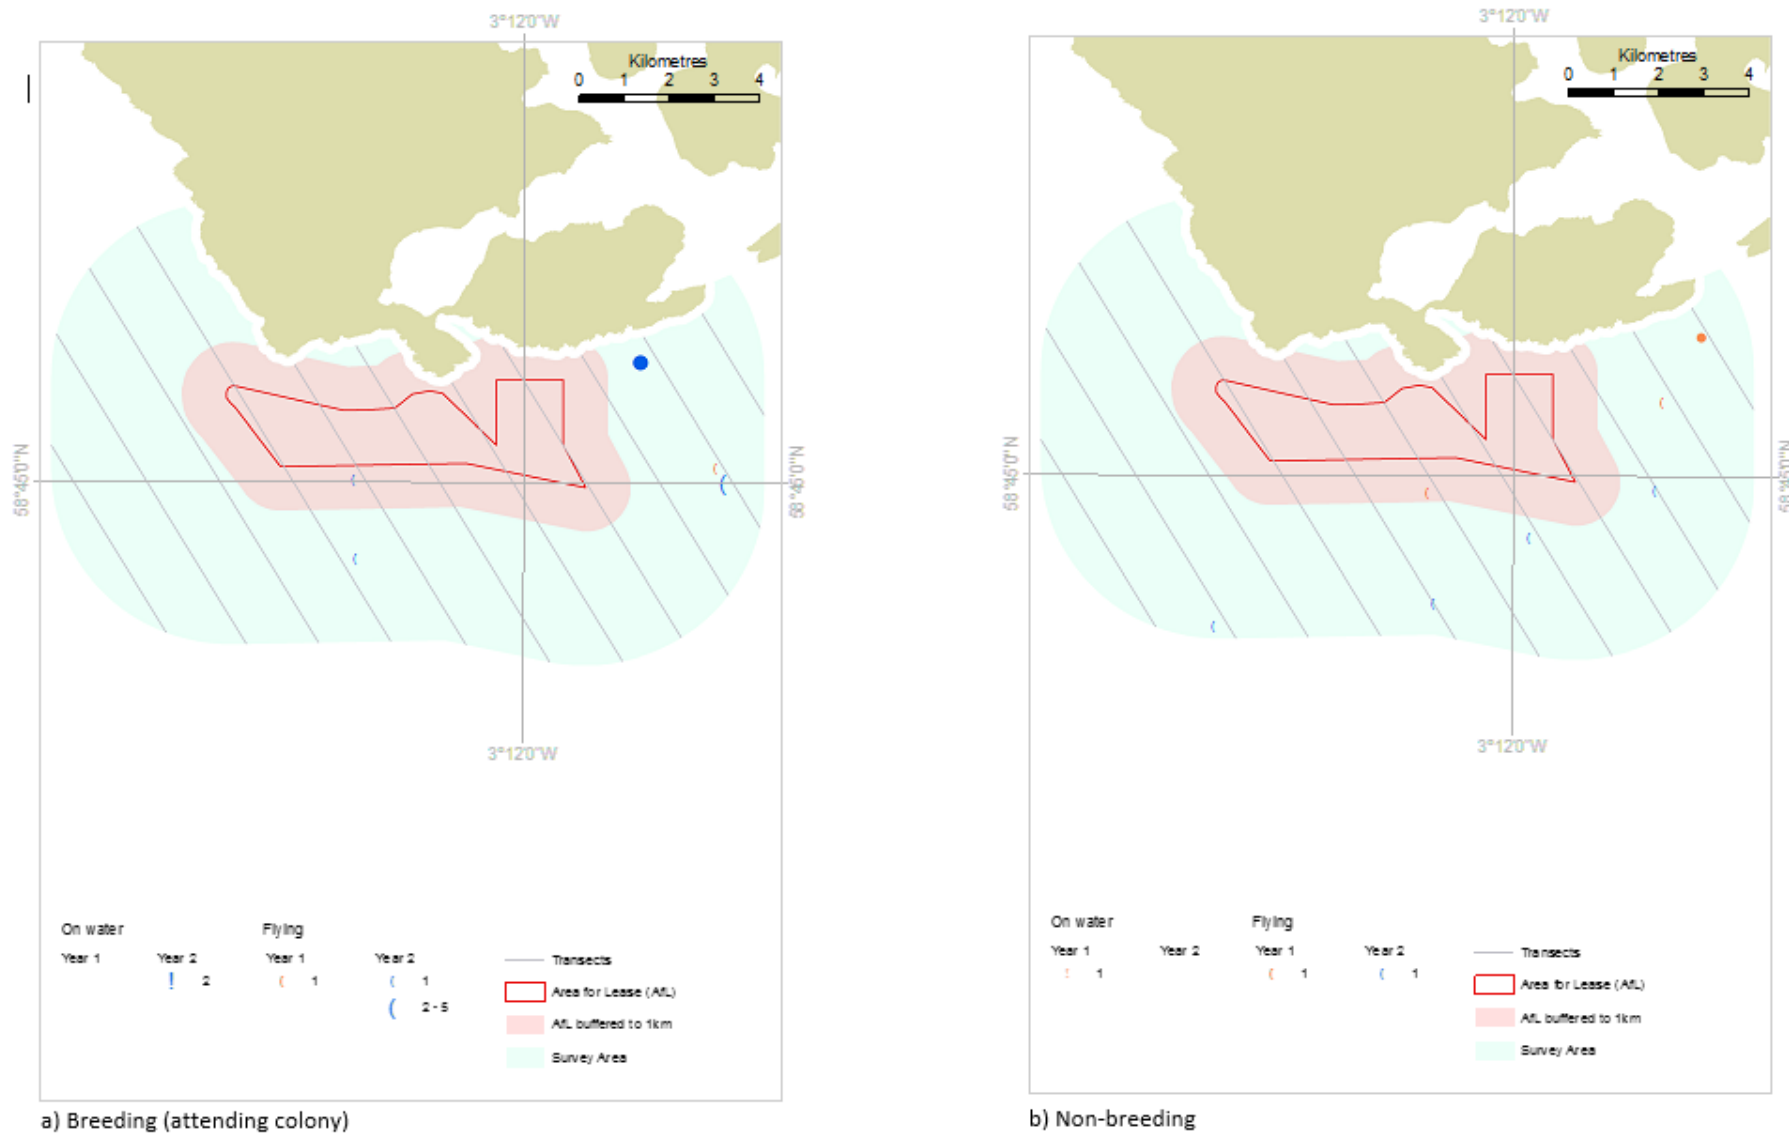 3°12'0"W
3°12'0"W
Kilometres
0 1 2 3 4
Kilometres
0 1 2 3 4
58°45'0"N
58°45'0"N
58°45'0"N
58°45'0"N
3°12'0"W
3°12'0"W
On water
Flying
Year 1
Year 2
Year 1
Year 2
! 2
( 1
( 1
( 2 - 5
Transects
Area for Lease (AfL)
AfL buffered to 1km
Survey Area
On water
Flying
Year 1
Year 2
Year 1
Year 2
! 1
( 1
( 1
Transects
Area for Lease (AfL)
AfL buffered to 1km
Survey Area
a) Breeding (attending colony)
b) Non-breeding